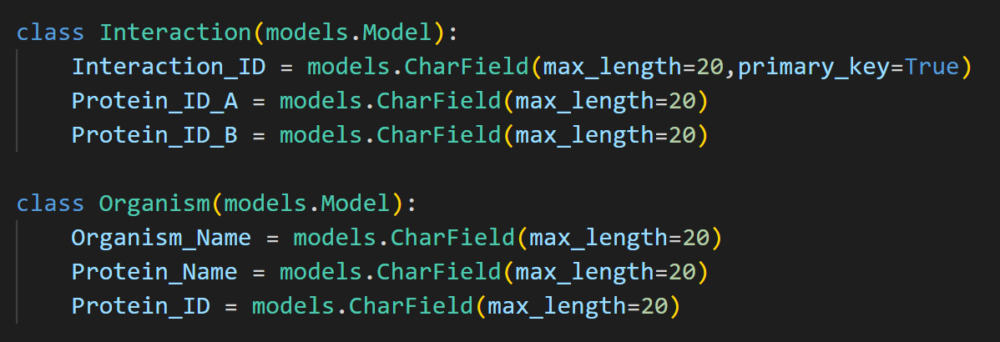 class Interaction(models.Model):
    Interaction_ID = models.CharField(max_length=20,primary_key=True)
    Protein_ID_A = models.CharField(max_length=20)
    Protein_ID_B = models.CharField(max_length=20)

class Organism(models.Model):
    Organism_Name = models.CharField(max_length=20)
    Protein_Name = models.CharField(max_length=20)
    Protein_ID = models.CharField(max_length=20)